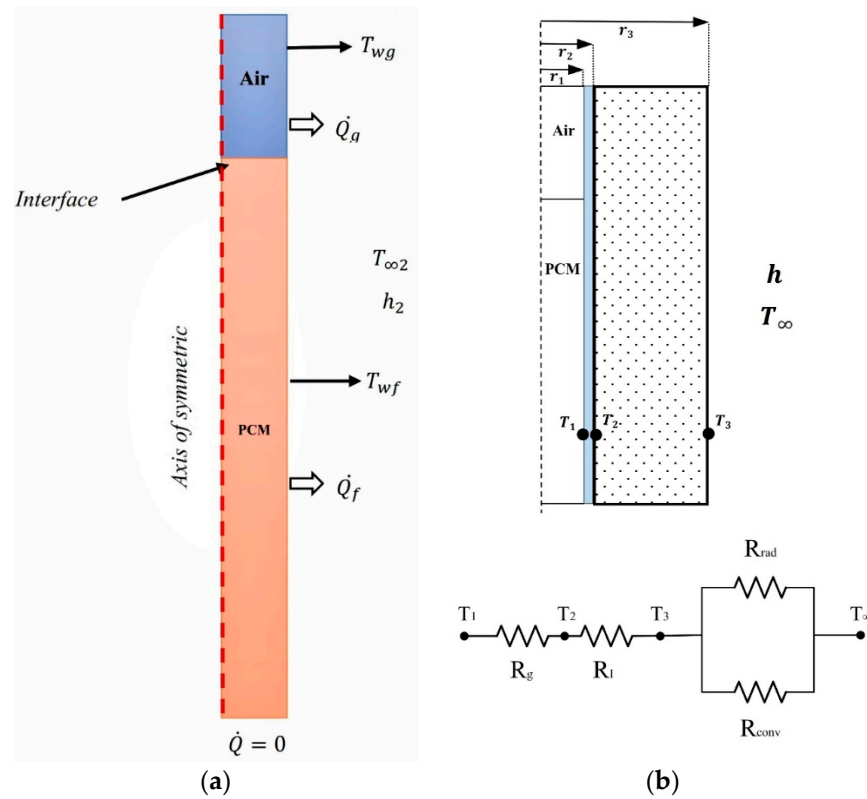 T_wg
Air
Q̇_g
Interface
T_∞2
h_2
Axis of symmetric
T_wf
PCM
Q̇_f
Q̇ = 0
(a)
r_3
r_2
r_1
Air
PCM
h
T_∞
T_1 T_2 T_3
R_rad
T_1 T_2 T_3 T_∞
R_g R_l
R_conv
(b)